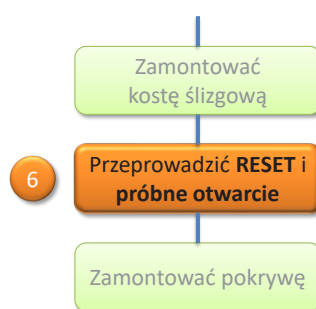 Zamontować
kostę ślizgową
6
Przeprowadzić RESET i
próbne otwarcie
Zamontować pokrywę